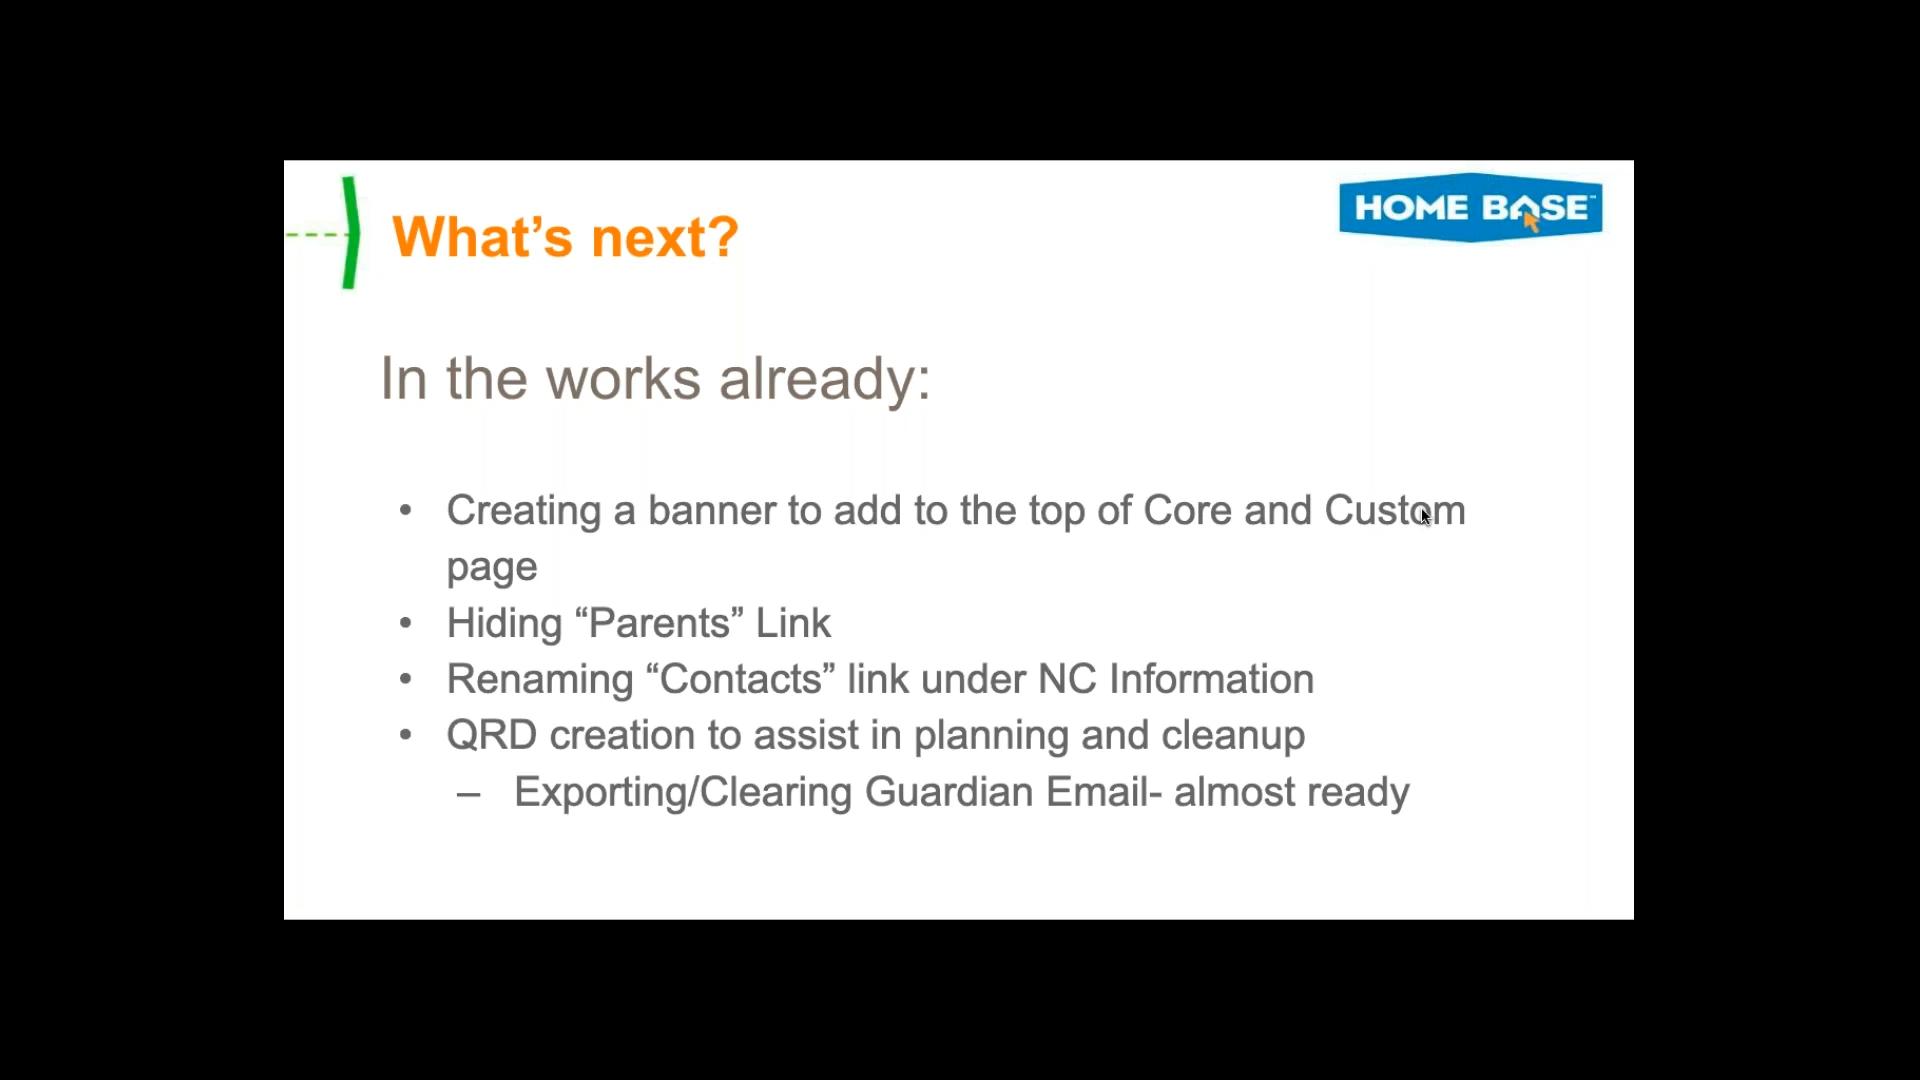 HOME BASE™
What’s next?
In the works already:
• Creating a banner to add to the top of Core and Custom
page
• Hiding “Parents” Link
• Renaming “Contacts” link under NC Information
• QRD creation to assist in planning and cleanup
– Exporting/Clearing Guardian Email- almost ready